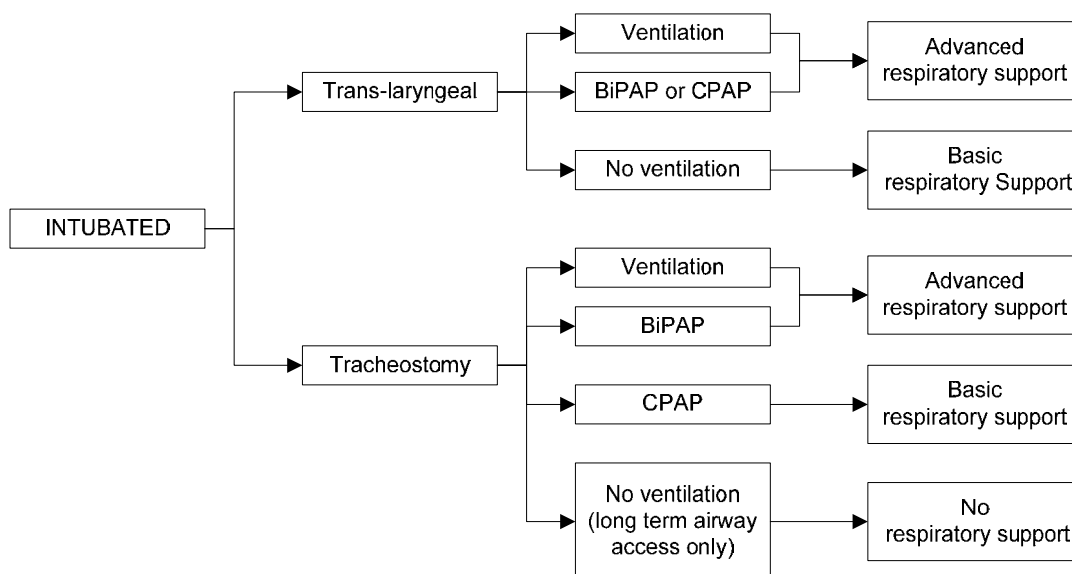 INTUBATED
Trans-laryngeal
Ventilation
BiPAP or CPAP
Advanced
respiratory support
No ventilation
Basic
respiratory Support
Tracheostomy
Ventilation
BiPAP
Advanced
respiratory support
CPAP
Basic
respiratory support
No ventilation
(long term airway
access only)
No
respiratory support